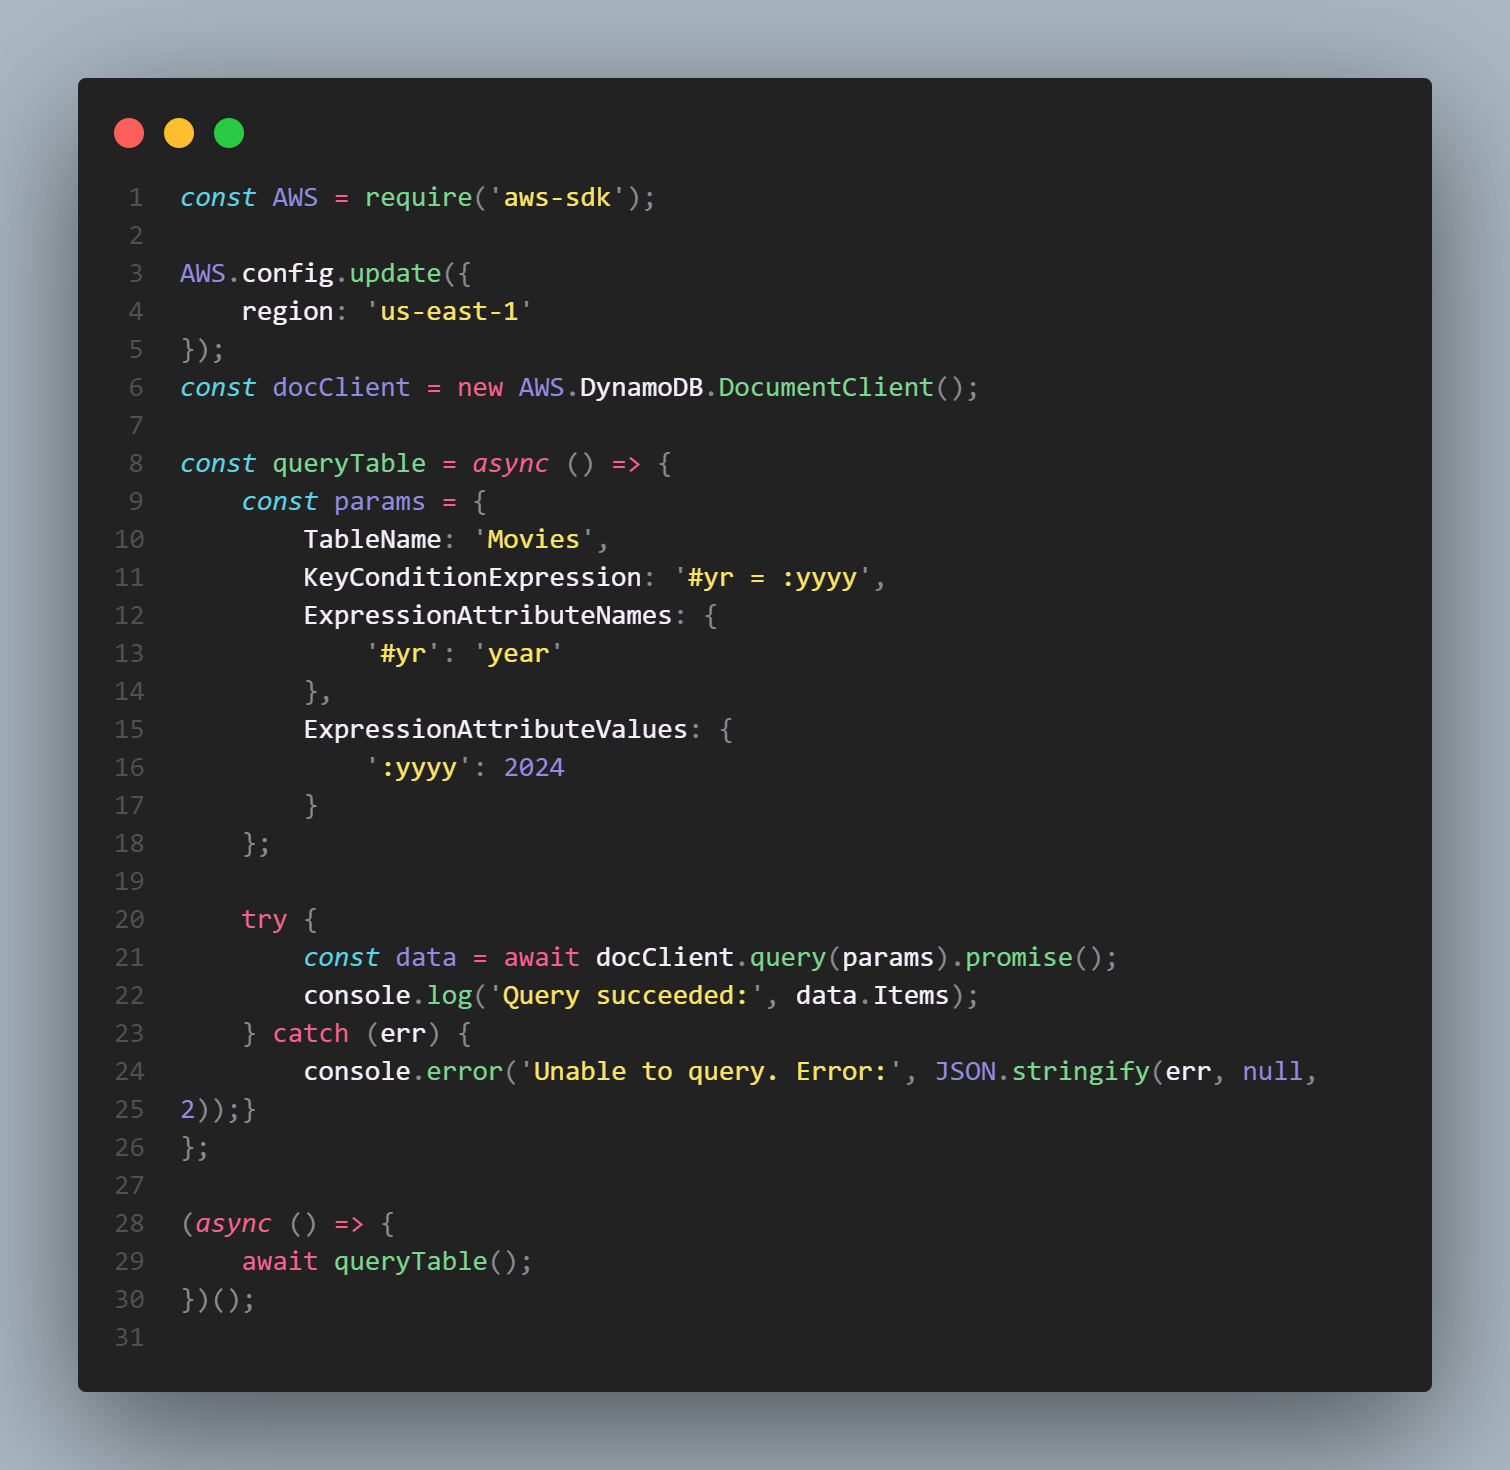 1 const AWS = require('aws-sdk');
2
3 AWS.config.update({
4     region: 'us-east-1'
5 });
6 const docClient = new AWS.DynamoDB.DocumentClient();
7
8 const queryTable = async () => {
9     const params = {
10         TableName: 'Movies',
11         KeyConditionExpression: '#yr = :yyyy',
12         ExpressionAttributeNames: {
13             '#yr': 'year'
14         },
15         ExpressionAttributeValues: {
16             ':yyyy': 2024
17         }
18     };
19
20     try {
21         const data = await docClient.query(params).promise();
22         console.log('Query succeeded:', data.Items);
23     } catch (err) {
24         console.error('Unable to query. Error:', JSON.stringify(err, null,
25 2));}
26 };
27
28 (async () => {
29     await queryTable();
30 })();
31